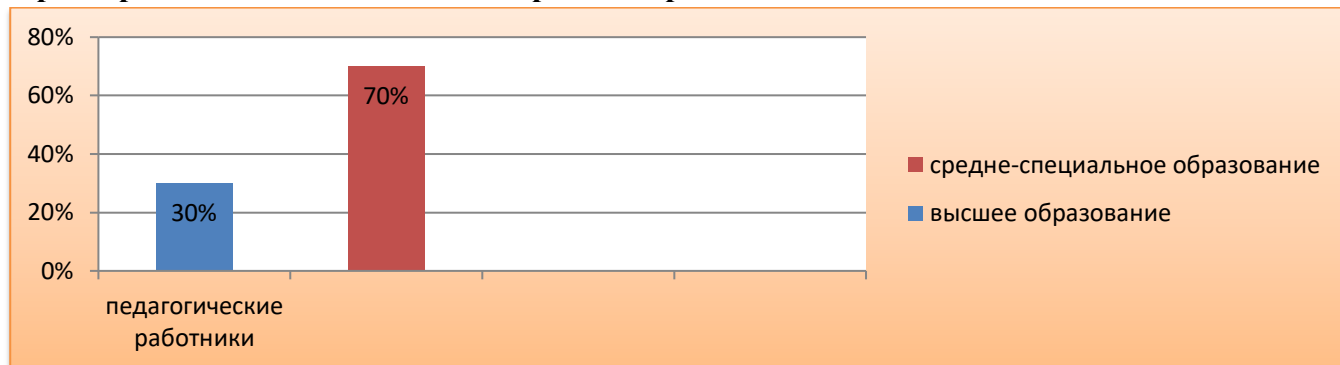 80%
60%
40%
20%
0%
70%
30%
педагогические
работники
средне-специальное образование
высшее образование